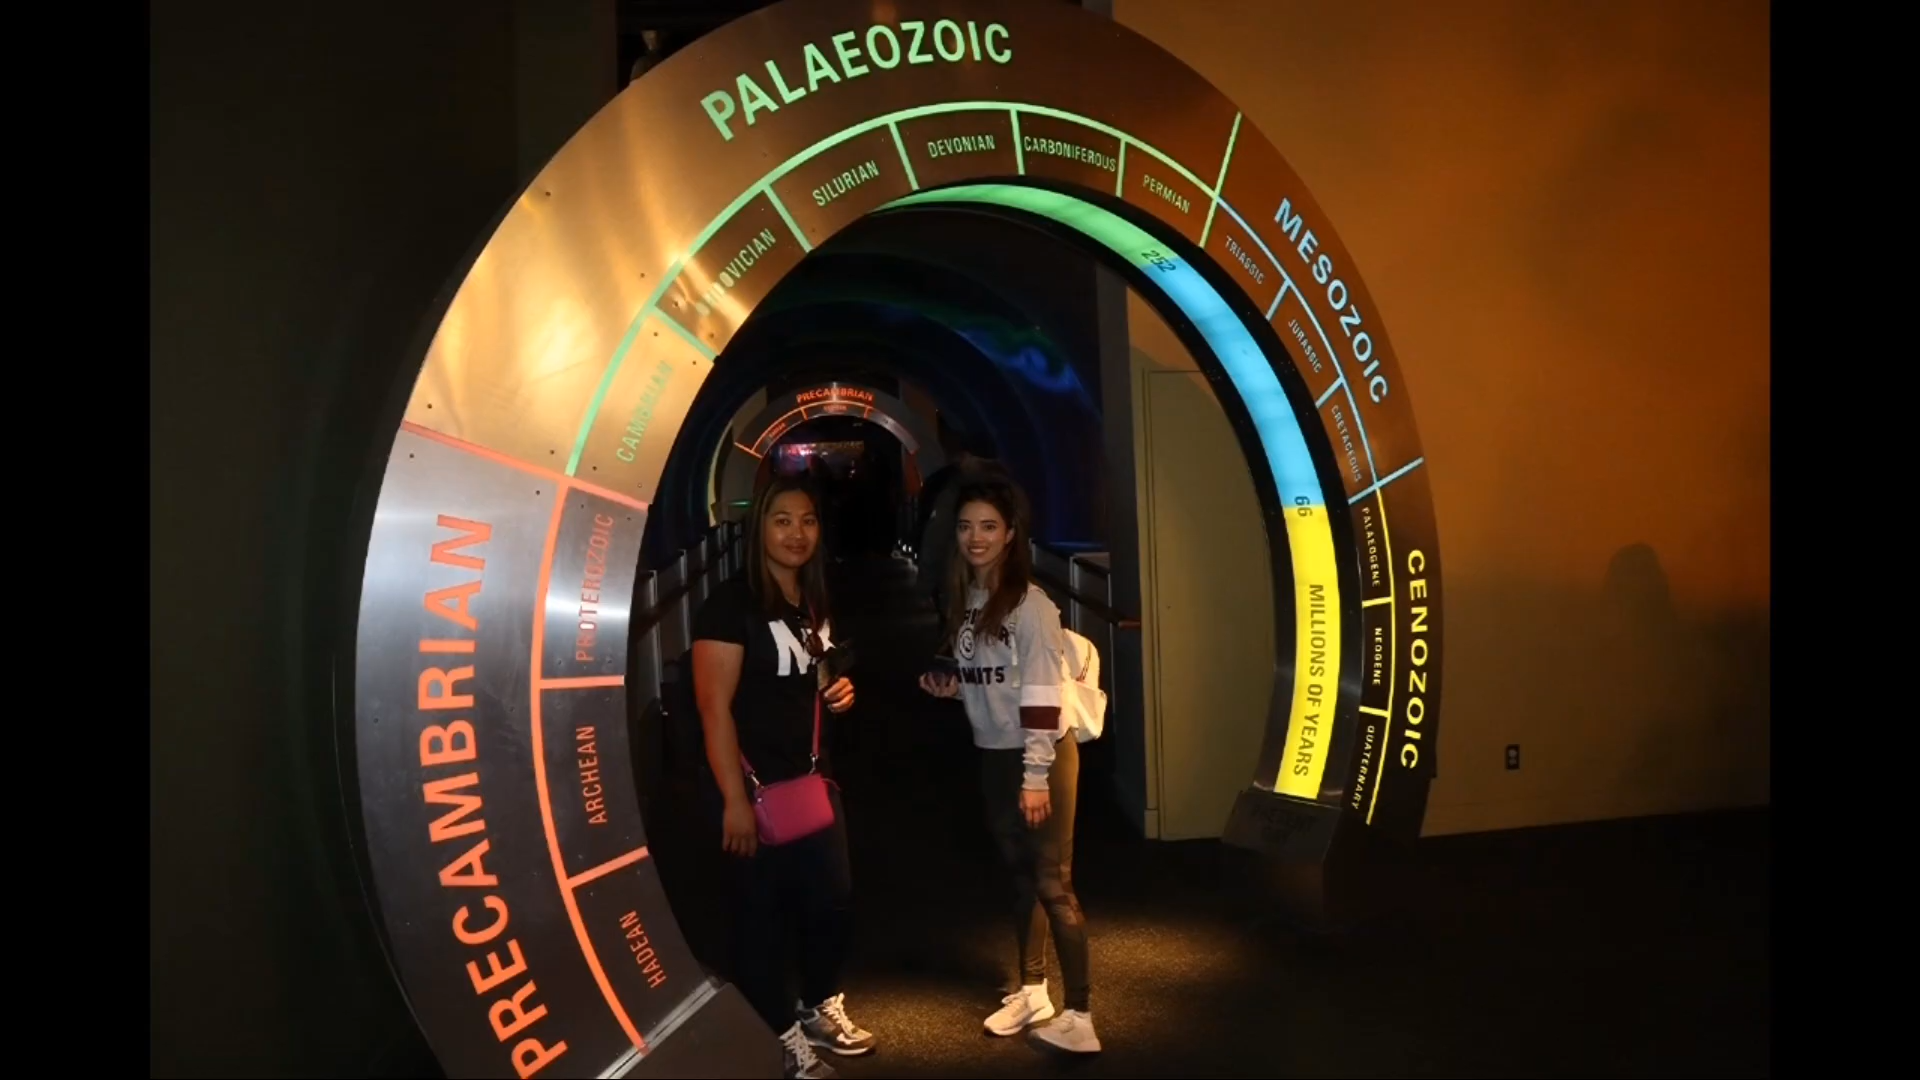 PALAEOZOIC
CAMBRIAN
ORDOVICIAN
SILURIAN
DEVONIAN
CARBONIFEROUS
PERMIAN
MESOZOIC
TRIASSIC
JURASSIC
CRETACEOUS
CENOZOIC
PALAEOGENE
NEOGENE
QUATERNARY
252
66
MILLIONS OF YEARS
PRECAMBRIAN
PROTEROZOIC
ARCHEAN
HADEAN
PRECAMBRIAN